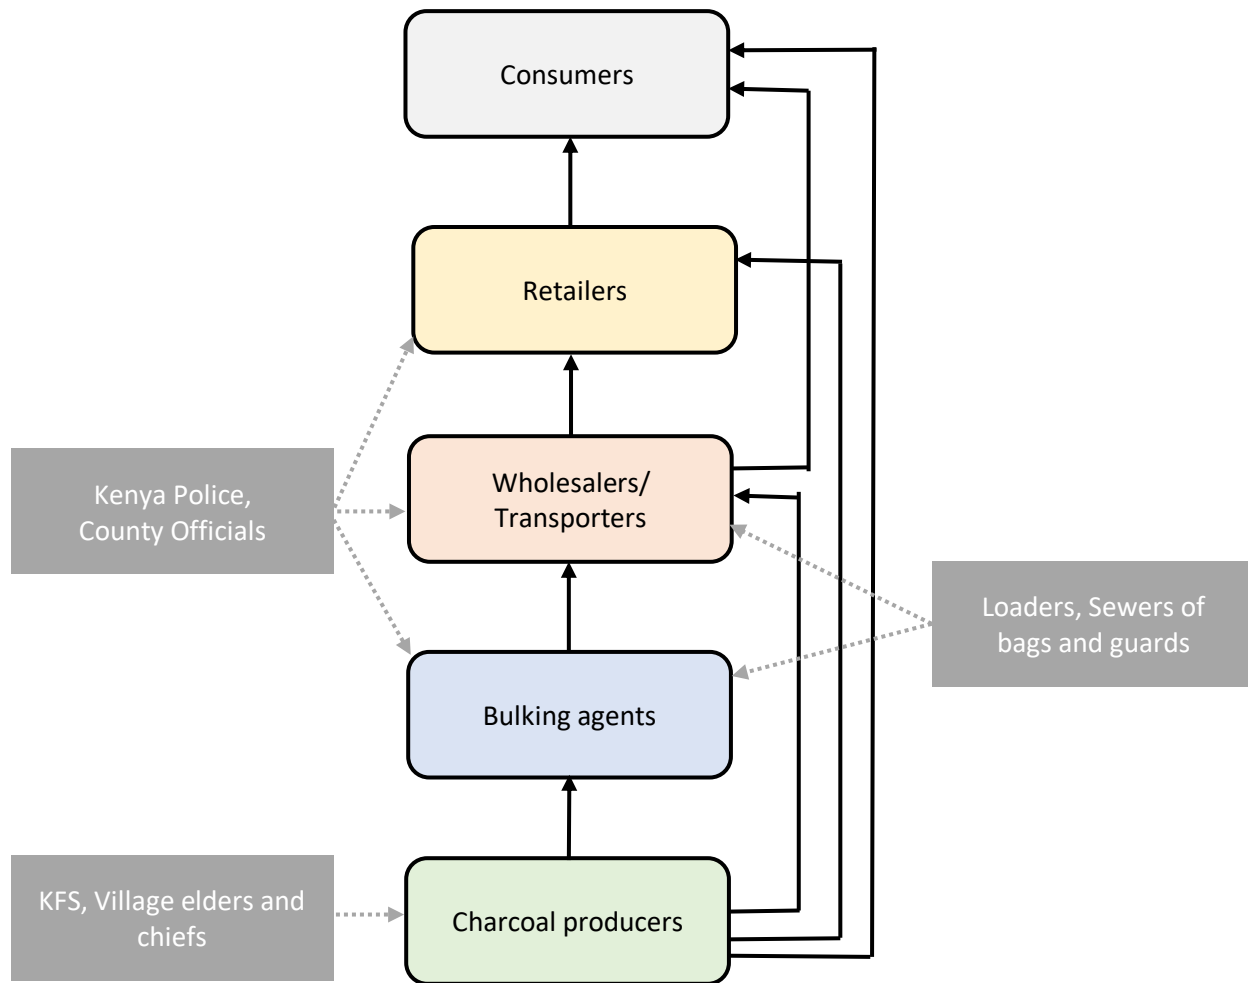 Consumers
Retailers
Kenya Police,
County Officials
Wholesalers/
Transporters
Loaders, Sewers of
bags and guards
Bulking agents
KFS, Village elders and
chiefs
Charcoal producers